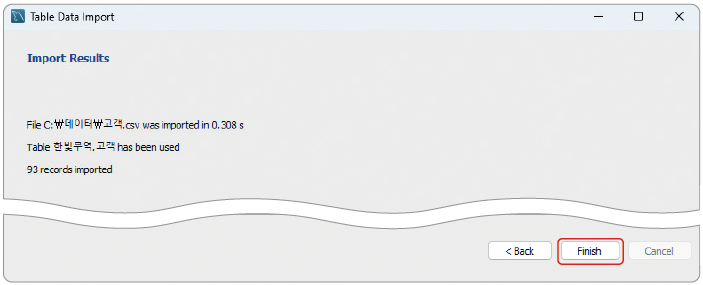 Table Data Import
Import Results
File C:₩데이터₩고객.csv was imported in 0.308 s
Table 한빛무역.고객 has been used
93 records imported
< Back
Finish
Cancel